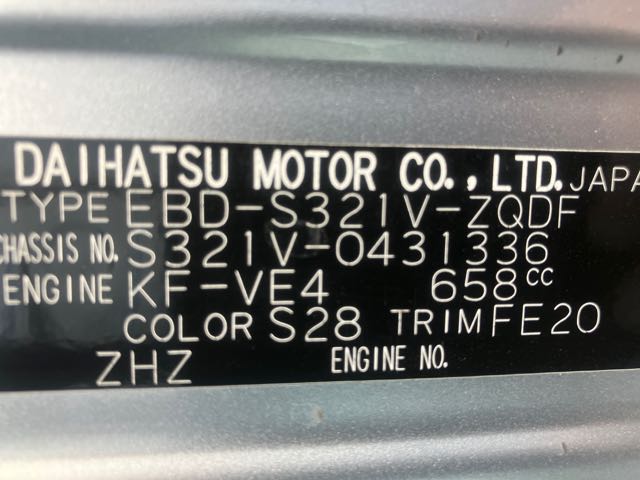 DAIHATSU MOTOR CO., LTD. JAPA
TYPE EBD-S321V-ZQDF
CHASSIS NO. S321V-0431336
ENGINE KF-VE4 658cc
COLOR S28 TRIM FE20
ZHZ ENGINE NO.